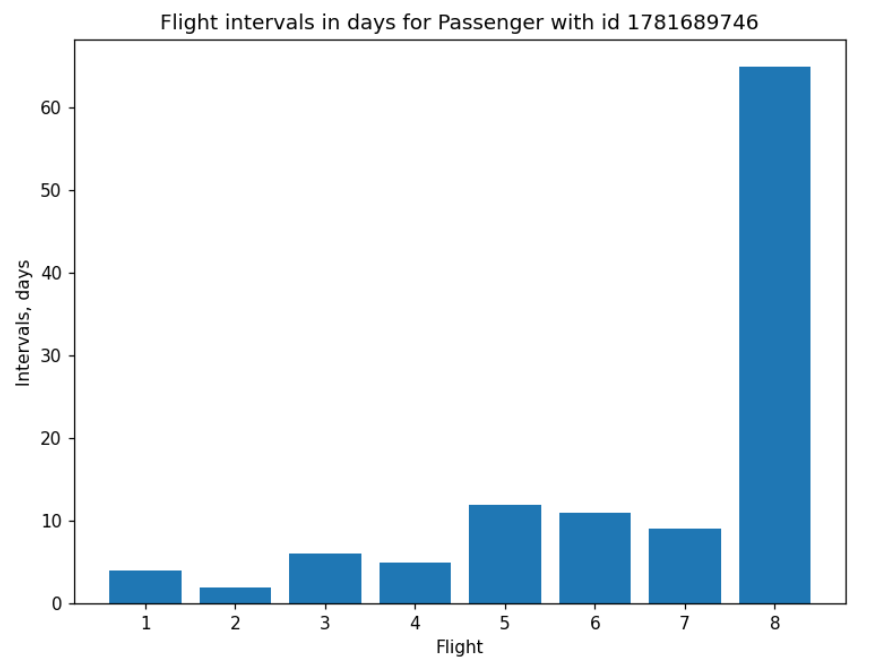 Flight intervals in days for Passenger with id 1781689746
Intervals, days
60
50
40
30
20
10
0
1 2 3 4 5 6 7 8
Flight